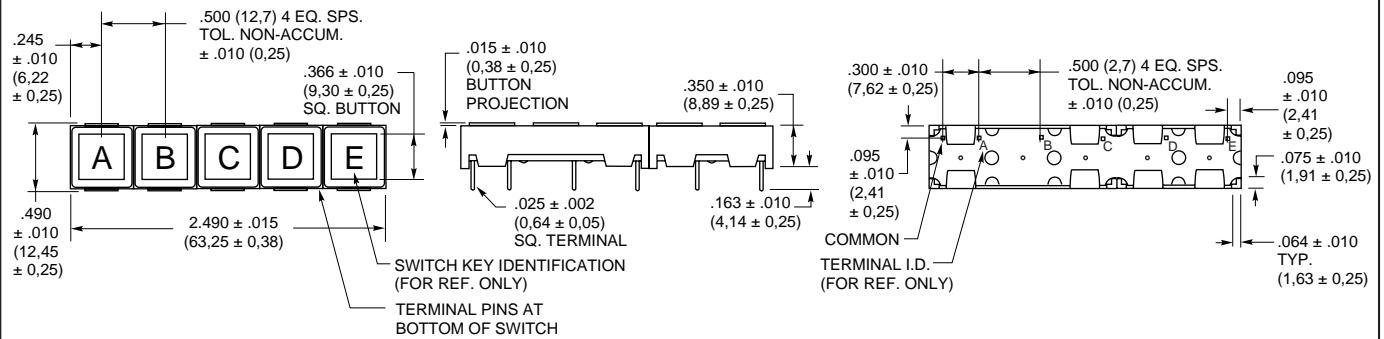 .500 (12,7) 4 EQ. SPS.
TOL. NON-ACCUM.
± .010 (0,25)
.245
± .010
(6,22
± 0,25)
.366 ± .010
(9,30 ± 0,25)
SQ. BUTTON
A B C D E
.490
± .010
(12,45
± 0,25)
2.490 ± .015
(63,25 ± 0,38)
SWITCH KEY IDENTIFICATION
(FOR REF. ONLY)
TERMINAL PINS AT
BOTTOM OF SWITCH
.015 ± .010
(0,38 ± 0,25)
BUTTON
PROJECTION
.350 ± .010
(8,89 ± 0,25)
.025 ± .002
(0,64 ± 0,05)
SQ. TERMINAL
.163 ± .010
(4,14 ± 0,25)
.300 ± .010
(7,62 ± 0,25)
.500 (2,7) 4 EQ. SPS.
TOL. NON-ACCUM.
± .010 (0,25)
.095
± .010
(2,41
± 0,25)
A B C D E
.095
± .010
(2,41
± 0,25)
.075 ± .010
(1,91 ± 0,25)
COMMON
TERMINAL I.D.
(FOR REF. ONLY)
.064 ± .010
TYP.
(1,63 ± 0,25)